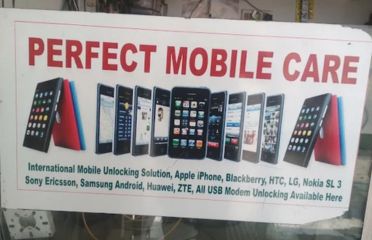 PERFECT MOBILE CARE
International Mobile Unlocking Solution, Apple iPhone, Blackberry, HTC, LG, Nokia SL 3
Sony Ericsson, Samsung Android, Huawei, ZTE, All USB Modem Unlocking Available Here